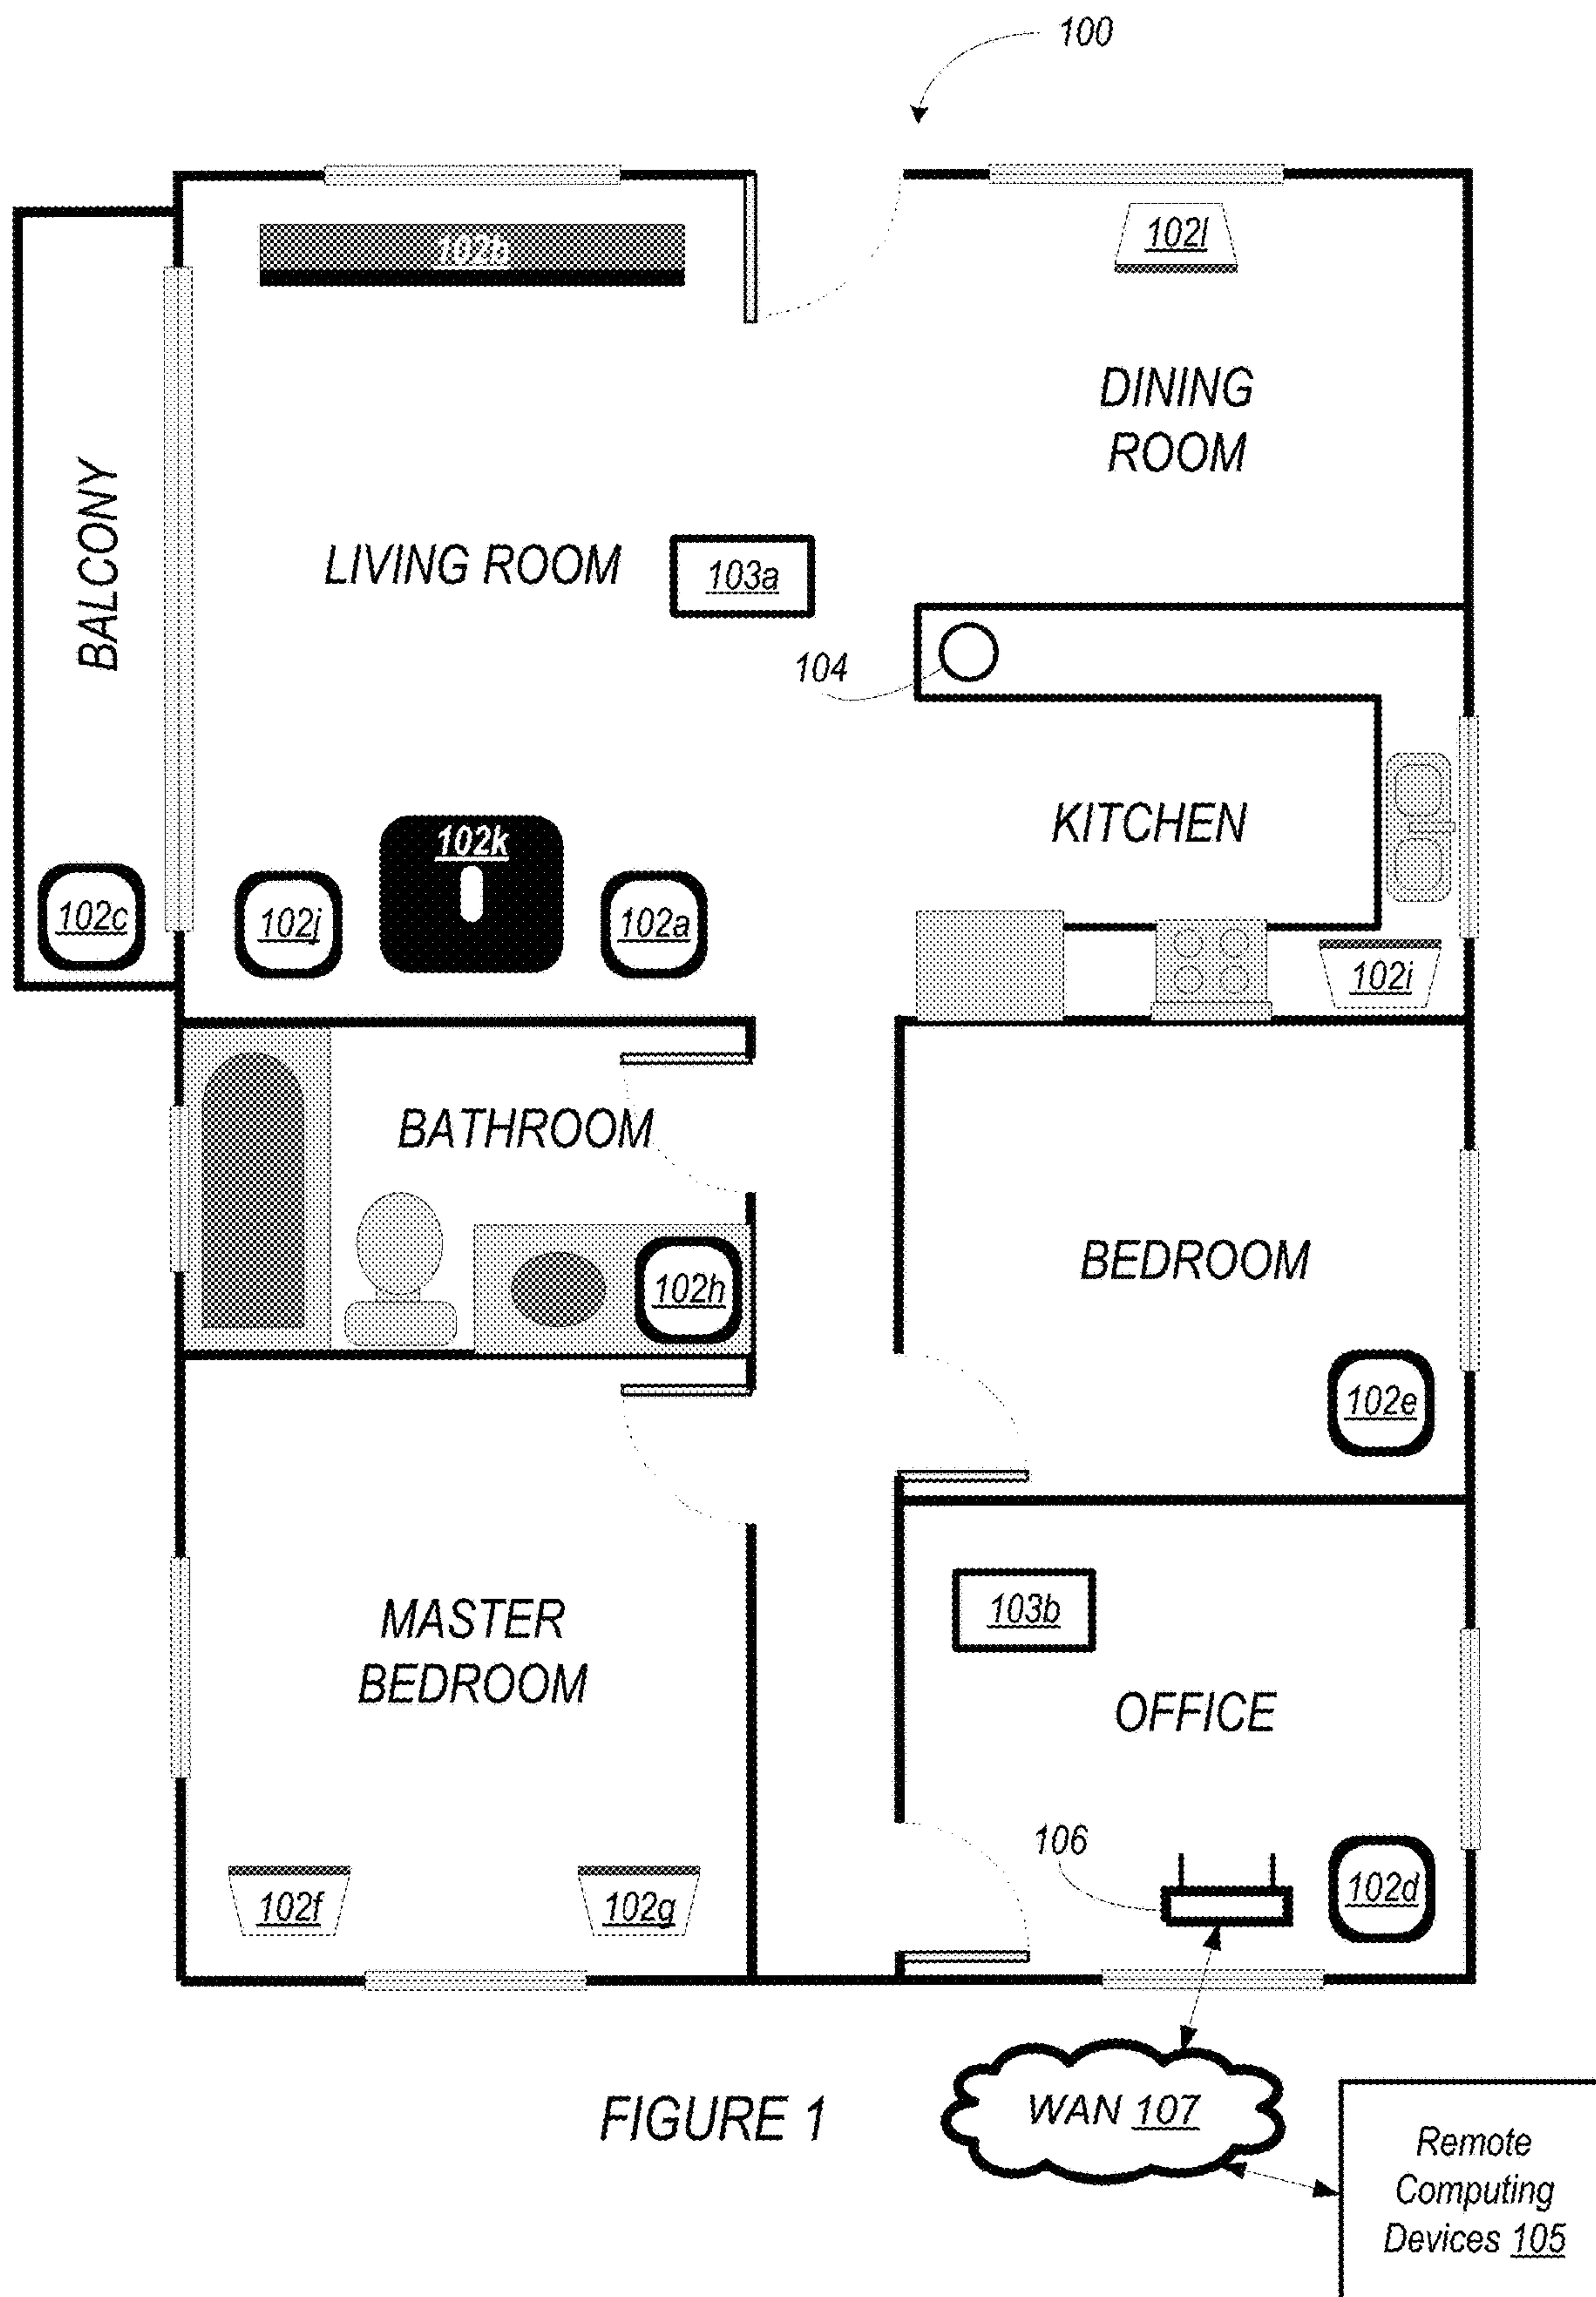 100
102b
102l
DINING
ROOM
BALCONY
LIVING ROOM
103a
104
KITCHEN
102k
102c
102j
102a
102i
BATHROOM
BEDROOM
102h
102e
MASTER
BEDROOM
103b
OFFICE
106
102f
102g
102d
FIGURE 1
WAN 107
Remote
Computing
Devices 105